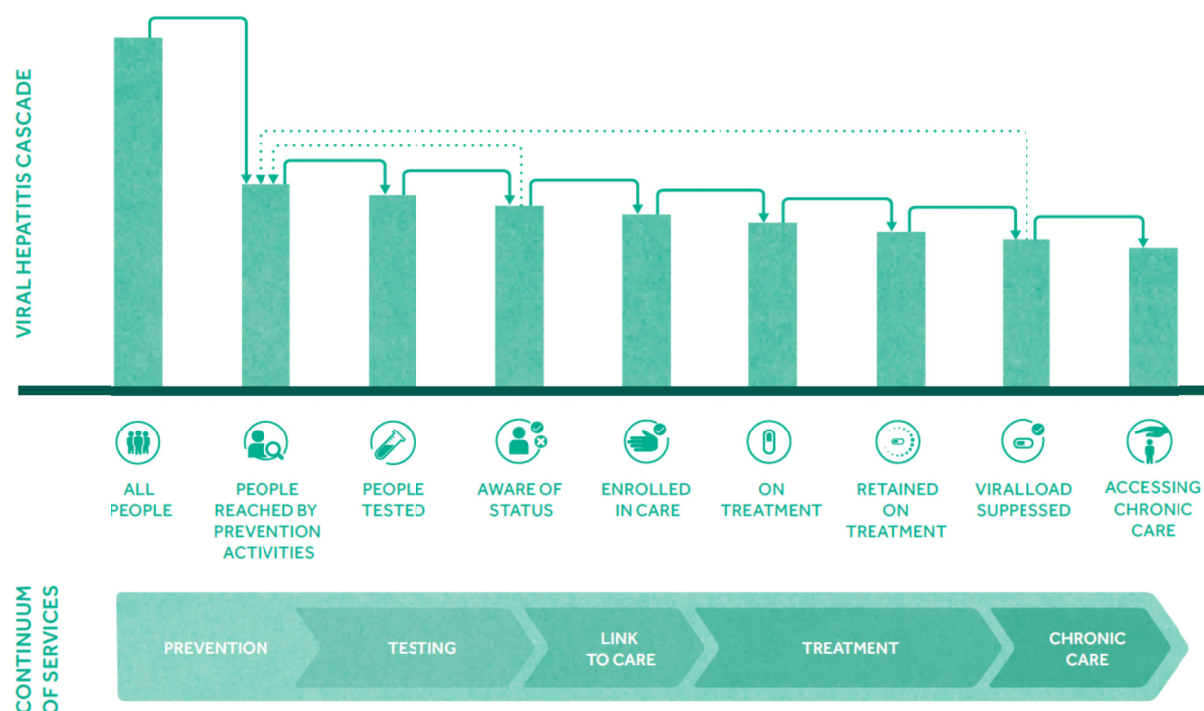 VIRAL HEPATITIS CASCADE
ALL
PEOPLE
PEOPLE
REACHED BY
PREVENTION
ACTIVITIES
PEOPLE
TESTED
AWARE OF
STATUS
ENROLLED
IN CARE
ON
TREATMENT
RETAINED
ON
TREATMENT
VIRALLOAD
SUPPESSED
ACCESSING
CHRONIC
CARE
CONTINUUM
OF SERVICES
PREVENTION
TESTING
LINK
TO CARE
TREATMENT
CHRONIC
CARE